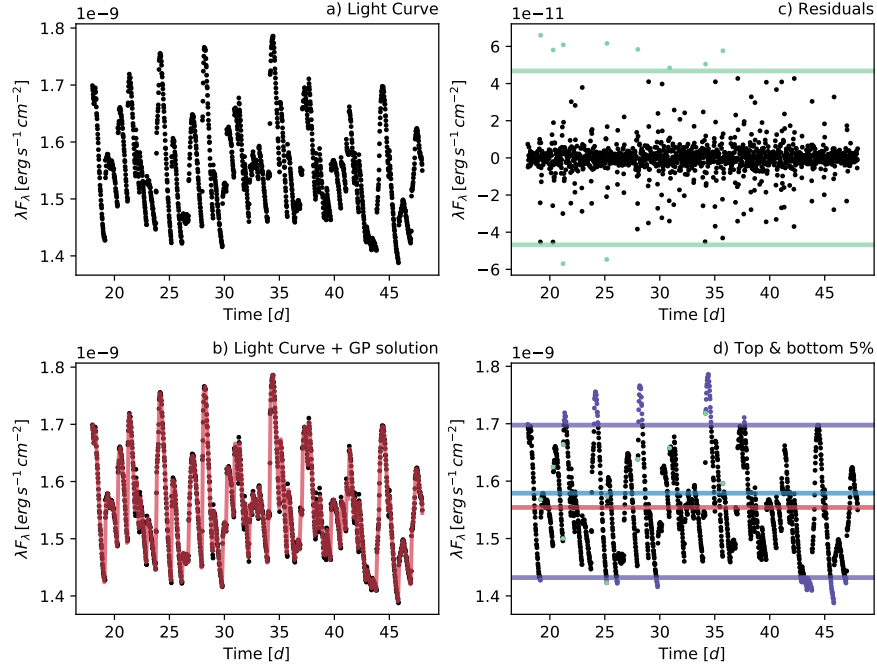 1e−9
a) Light Curve
1.8
1.7
1.6
1.5
1.4
λF_λ [erg s⁻¹ cm⁻²]
20
25
30
35
40
45
Time [d]
1e−11
c) Residuals
6
4
2
0
−2
−4
−6
λF_λ [erg s⁻¹ cm⁻²]
20
25
30
35
40
45
Time [d]
1e−9
b) Light Curve + GP solution
1.8
1.7
1.6
1.5
1.4
λF_λ [erg s⁻¹ cm⁻²]
20
25
30
35
40
45
Time [d]
1e−9
d) Top & bottom 5%
1.8
1.7
1.6
1.5
1.4
λF_λ [erg s⁻¹ cm⁻²]
20
25
30
35
40
45
Time [d]